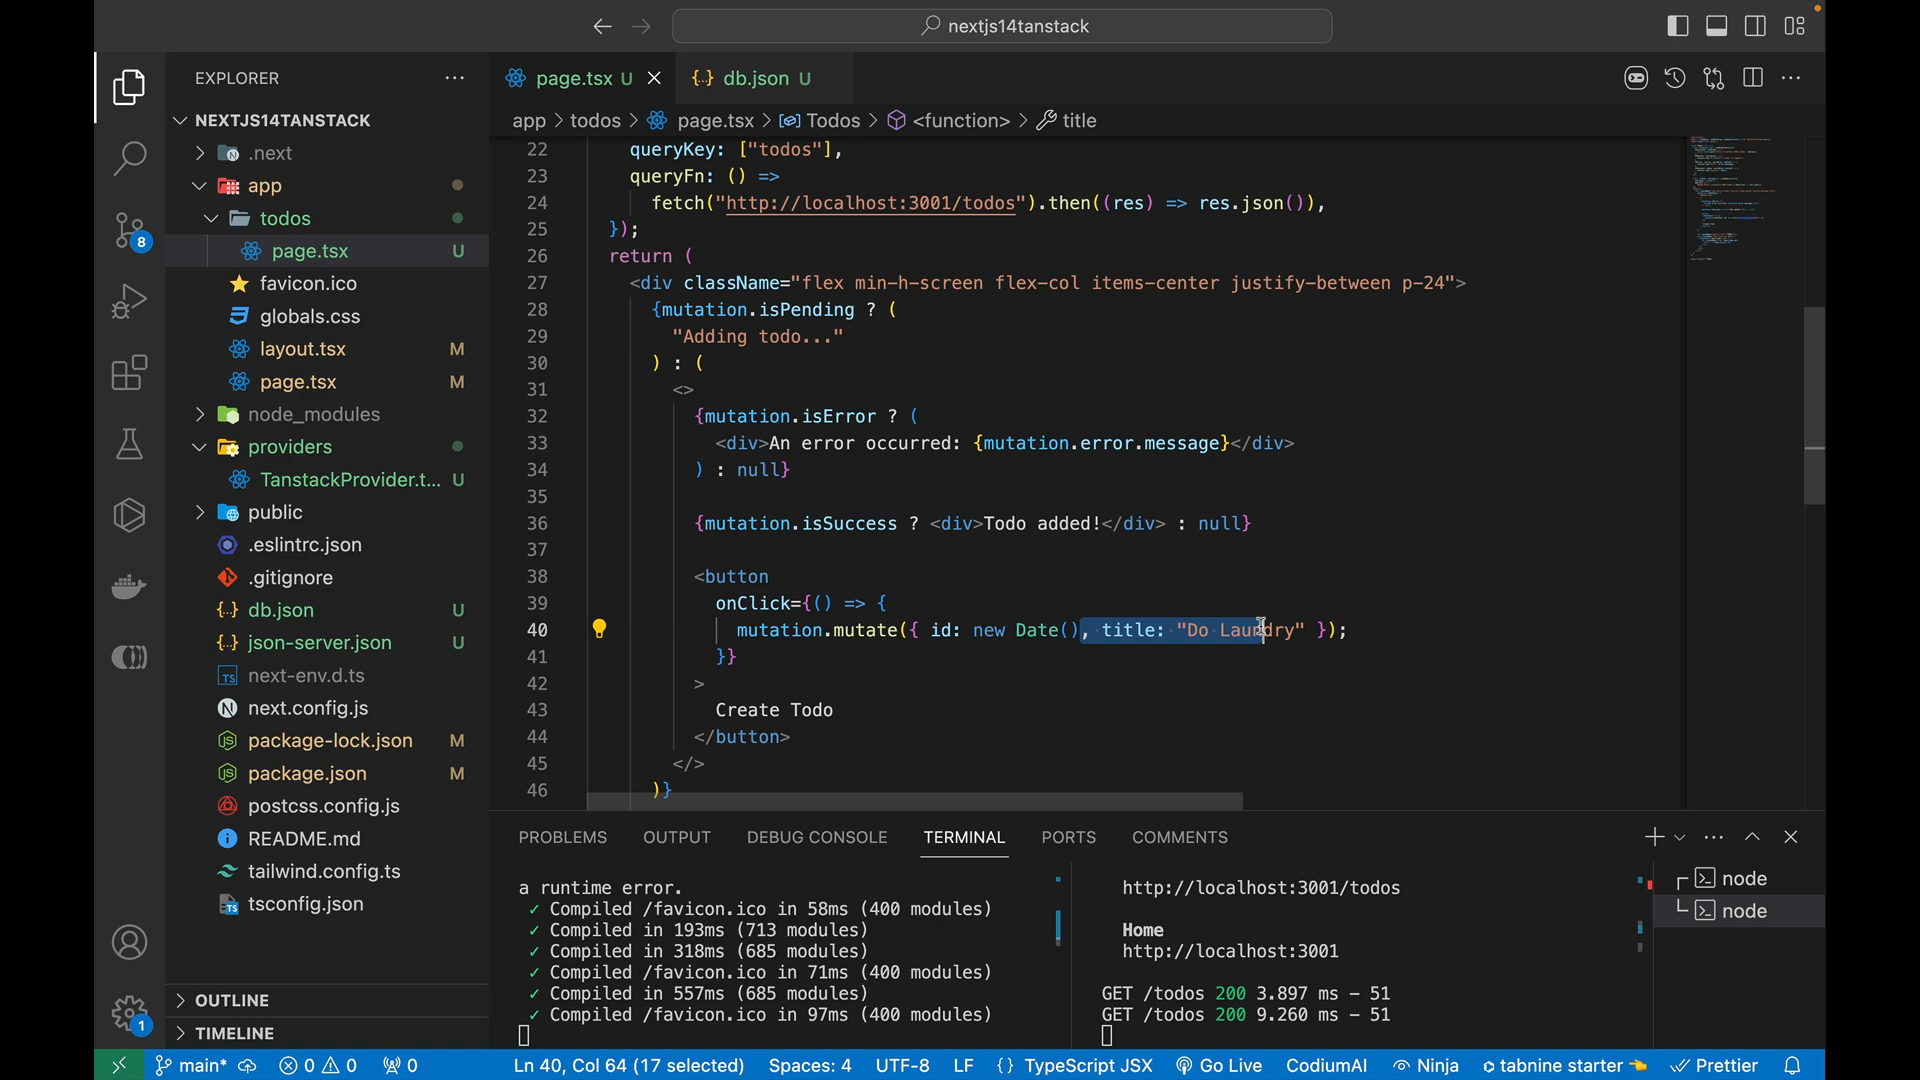 nextjs14tanstack
EXPLORER
NEXTJS14TANSTACK
.next
app
todos
page.tsx U
favicon.ico
globals.css
layout.tsx M
page.tsx M
node_modules
providers
TanstackProvider.t... U
public
.eslintrc.json
.gitignore
db.json U
json-server.json U
next-env.d.ts
next.config.js
package-lock.json M
package.json M
postcss.config.js
README.md
tailwind.config.ts
tsconfig.json
OUTLINE
TIMELINE
8
1
page.tsx U
db.json U
app > todos > page.tsx > Todos > <function> > title
22 queryKey: ["todos"],
23 queryFn: () =>
24 fetch("http://localhost:3001/todos").then((res) => res.json()),
25 });
26 return (
27 <div className="flex min-h-screen flex-col items-center justify-between p-24">
28 {mutation.isPending ? (
29 "Adding todo..."
30 ) : (
31 <>
32 {mutation.isError ? (
33 <div>An error occurred: {mutation.error.message}</div>
34 ) : null}
35
36 {mutation.isSuccess ? <div>Todo added!</div> : null}
37
38 <button
39 onClick={() => {
40 mutation.mutate({ id: new Date(), title: "Do Laundry" });
41 }}
42 >
43 Create Todo
44 </button>
45 </>
46 )}
PROBLEMS OUTPUT DEBUG CONSOLE TERMINAL PORTS COMMENTS
a runtime error.
✓ Compiled /favicon.ico in 58ms (400 modules)
✓ Compiled in 193ms (713 modules)
✓ Compiled in 318ms (685 modules)
✓ Compiled /favicon.ico in 71ms (400 modules)
✓ Compiled in 557ms (685 modules)
✓ Compiled /favicon.ico in 97ms (400 modules)
http://localhost:3001/todos
Home
http://localhost:3001
GET /todos 200 3.897 ms - 51
GET /todos 200 9.260 ms - 51
node
node
main* 0 0 0 Ln 40, Col 64 (17 selected) Spaces: 4 UTF-8 LF {} TypeScript JSX Go Live CodiumAI Ninja tabnine starter Prettier